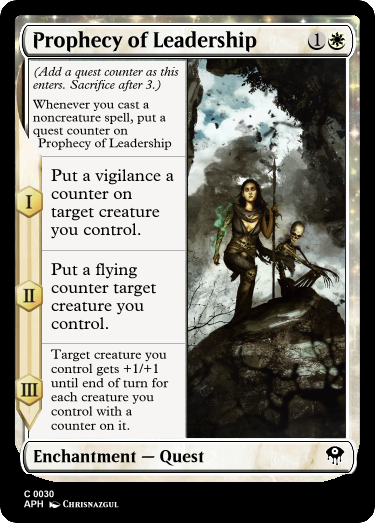 Prophecy of Leadership 1
(Add a quest counter as this
enters. Sacrifice after 3.)
Whenever you cast a
noncreature spell, put a
quest counter on
Prophecy of Leadership
I
Put a vigilance a
counter on
target creature
you control.
II
Put a flying
counter target
creature you
control.
III
Target creature you
control gets +1/+1
until end of turn for
each creature you
control with a
counter on it.
Enchantment — Quest
C 0030
APH CHRISNAZGUL